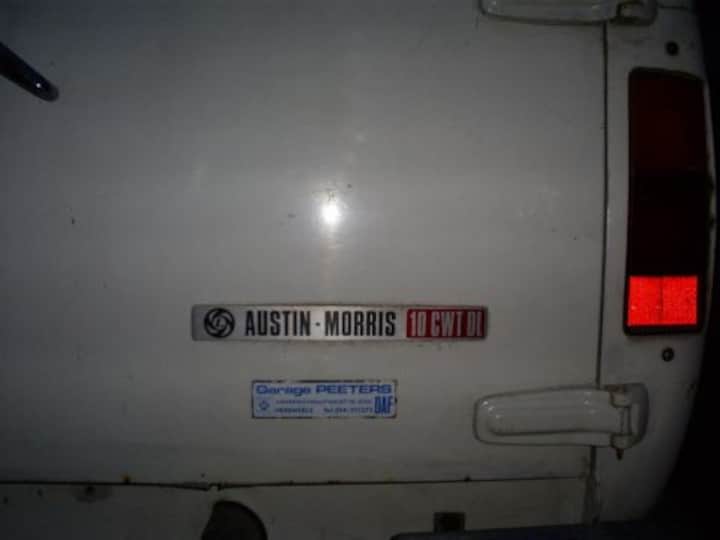 AUSTIN-MORRIS 10 CWT DL
Garage PEETERS
DAF